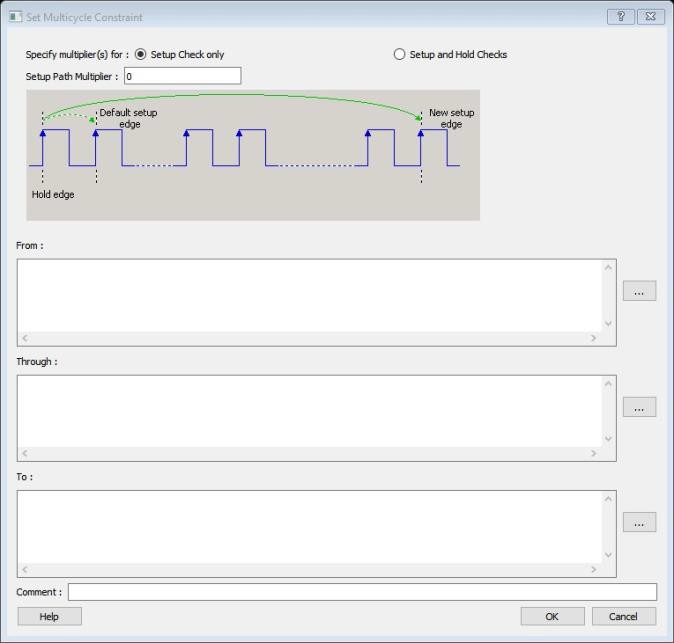 Set Multicycle Constraint
Specify multiplier(s) for : Setup Check only Setup and Hold Checks
Setup Path Multiplier : 0
Default setup edge
New setup edge
Hold edge
From :
...
Through :
...
To :
...
Comment :
Help OK Cancel